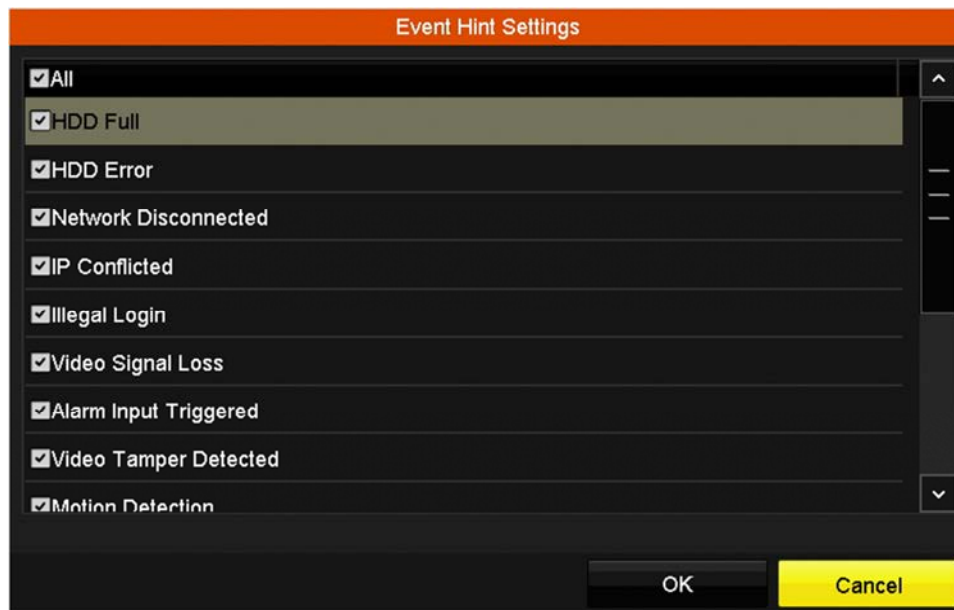 Event Hint Settings
All
HDD Full
HDD Error
Network Disconnected
IP Conflicted
Illegal Login
Video Signal Loss
Alarm Input Triggered
Video Tamper Detected
Motion Detection
OK
Cancel